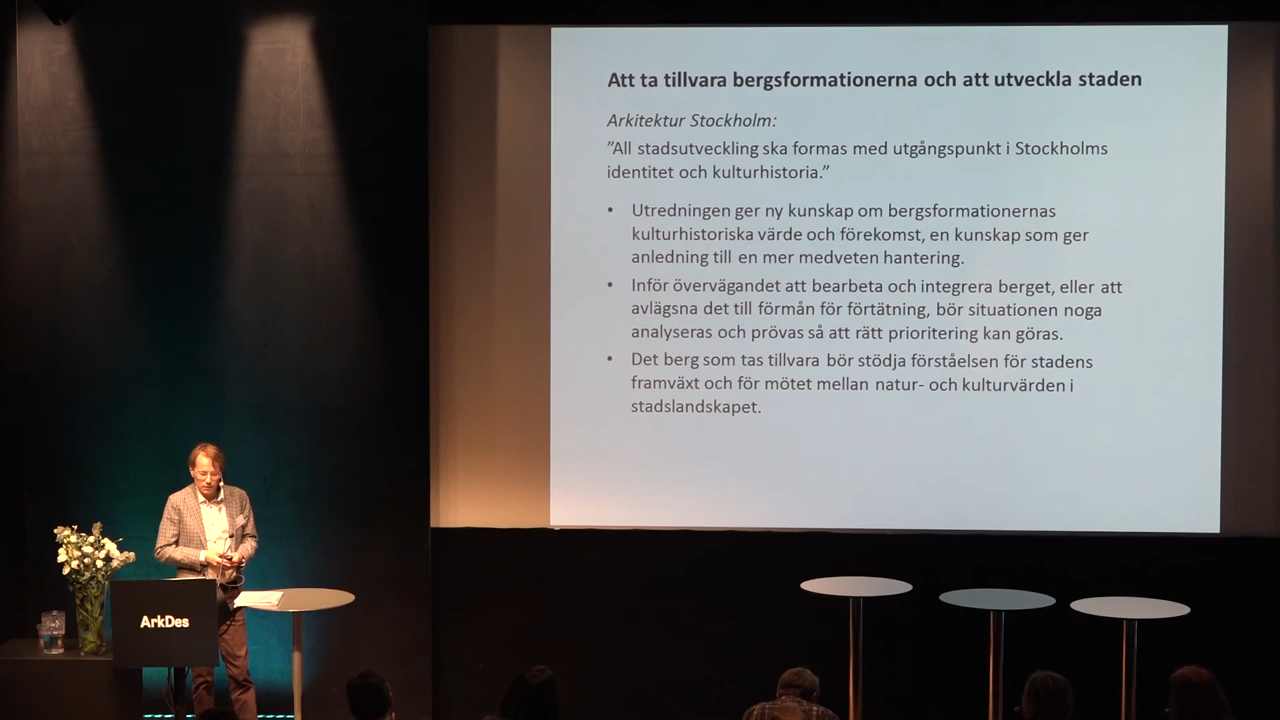 Att ta tillvara bergsformationerna och att utveckla staden
Arkitektur Stockholm:
”All stadsutveckling ska formas med utgångspunkt i Stockholms
identitet och kulturhistoria.”
• Utredningen ger ny kunskap om bergsformationernas
kulturhistoriska värde och förekomst, en kunskap som ger
anledning till en mer medveten hantering.
• Inför övervägandet att bearbeta och integrera berget, eller att
avlägsna det till förmån för förtätning, bör situationen noga
analyseras och prövas så att rätt prioritering kan göras.
• Det berg som tas tillvara bör stödja förståelsen för stadens
framväxt och för mötet mellan natur- och kulturvärden i
stadslandskapet.
ArkDes